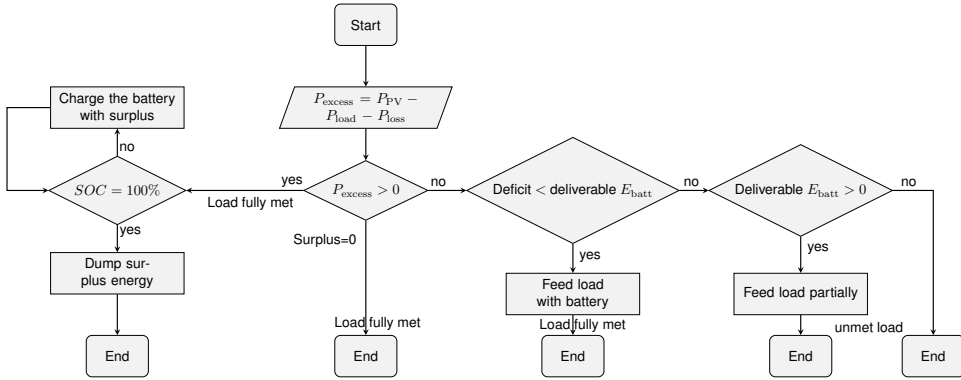 Start
Charge the battery
with surplus
P_excess = P_PV −
P_load − P_loss
no
SOC = 100%
yes
Load fully met
P_excess > 0
no
Deficit < deliverable E_batt
no
Deliverable E_batt > 0
no
yes
Surplus=0
yes
yes
Dump sur-
plus energy
Feed load
with battery
Feed load partially
Load fully met
Load fully met
unmet load
End
End
End
End
End